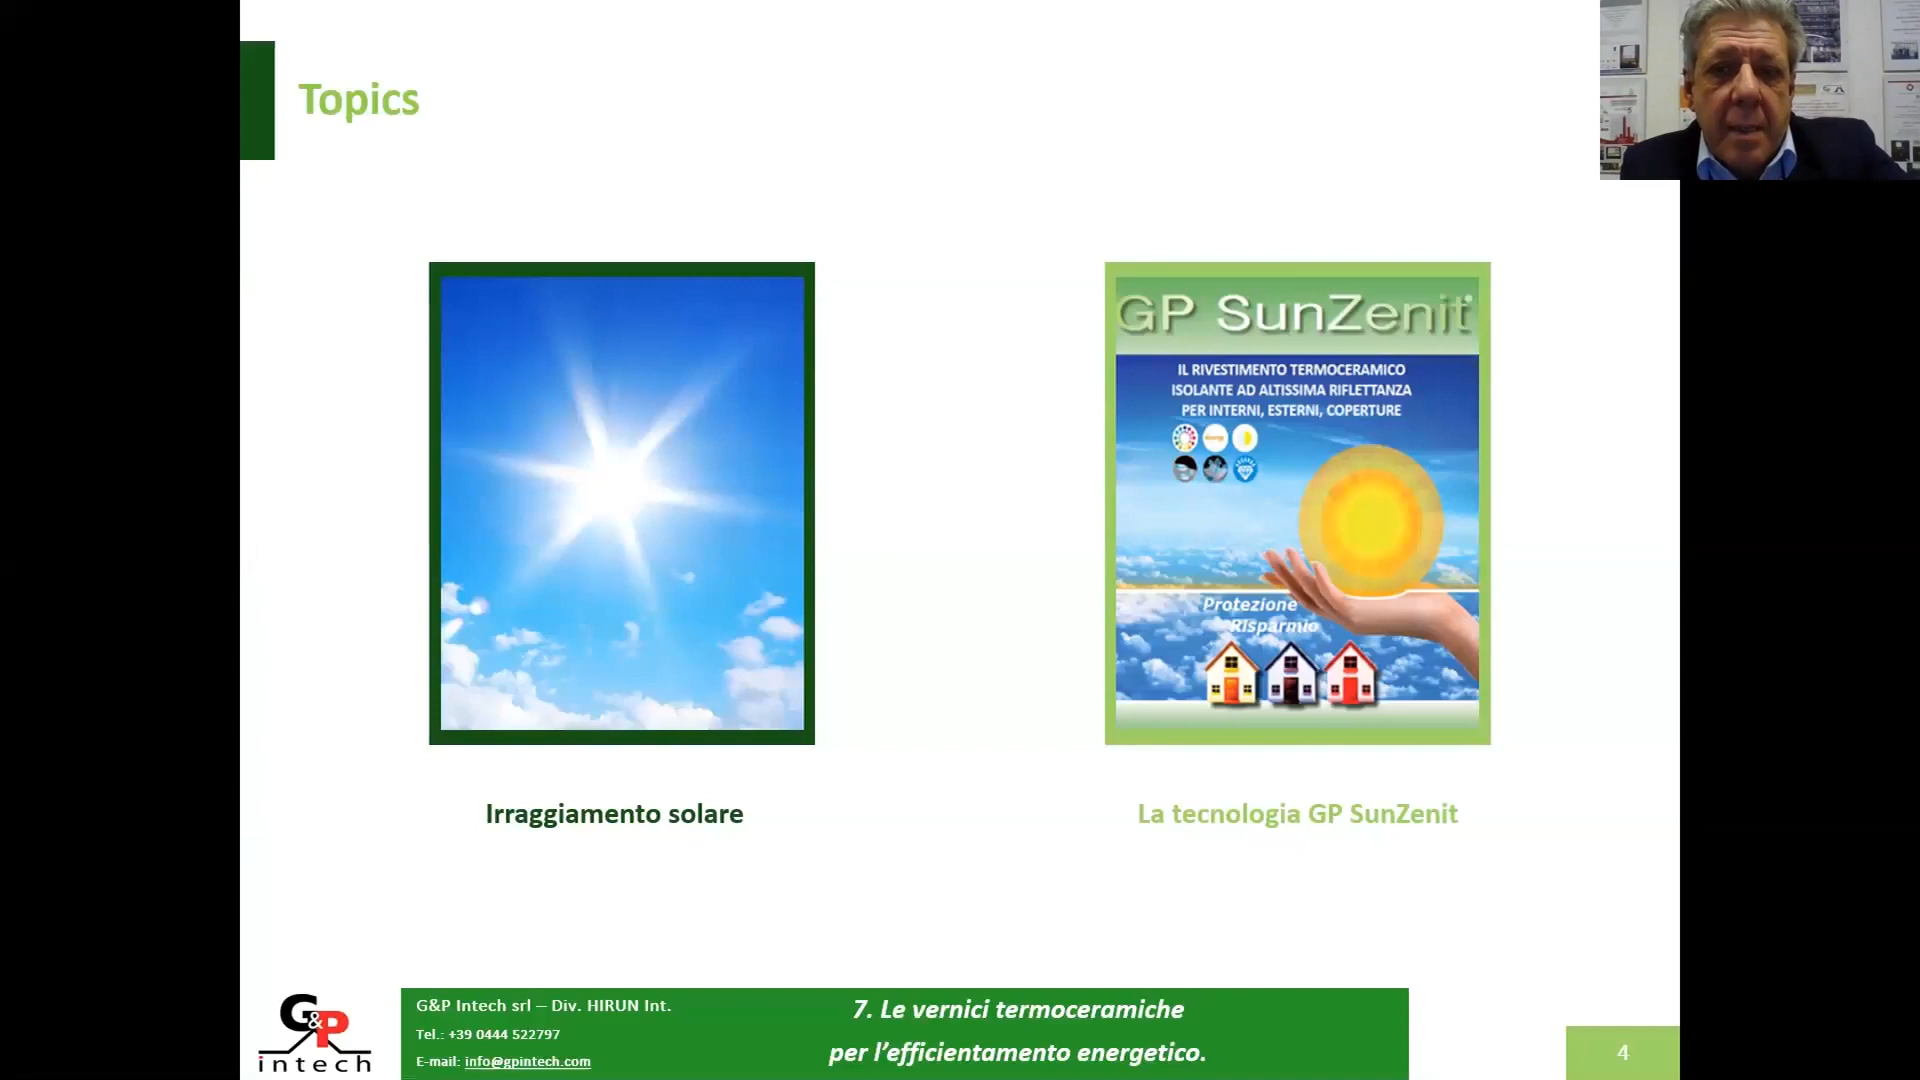 Topics
GP SunZenit
IL RIVESTIMENTO TERMOCERAMICO
ISOLANTE AD ALTISSIMA RIFLETTANZA
PER INTERNI, ESTERNI, COPERTURE
Protezione
Risparmio
Irraggiamento solare
La tecnologia GP SunZenit
G&P
intech
G&P Intech srl – Div. HIRUN Int.
Tel.: +39 0444 522797
E-mail: info@gpintech.com
7. Le vernici termoceramiche
per l’efficientamento energetico.
4